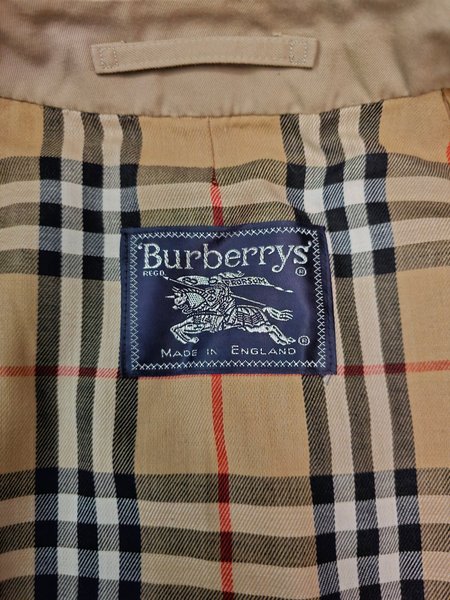 'Burberrys'
REGD
®
PRORSUM
®
MADE IN ENGLAND